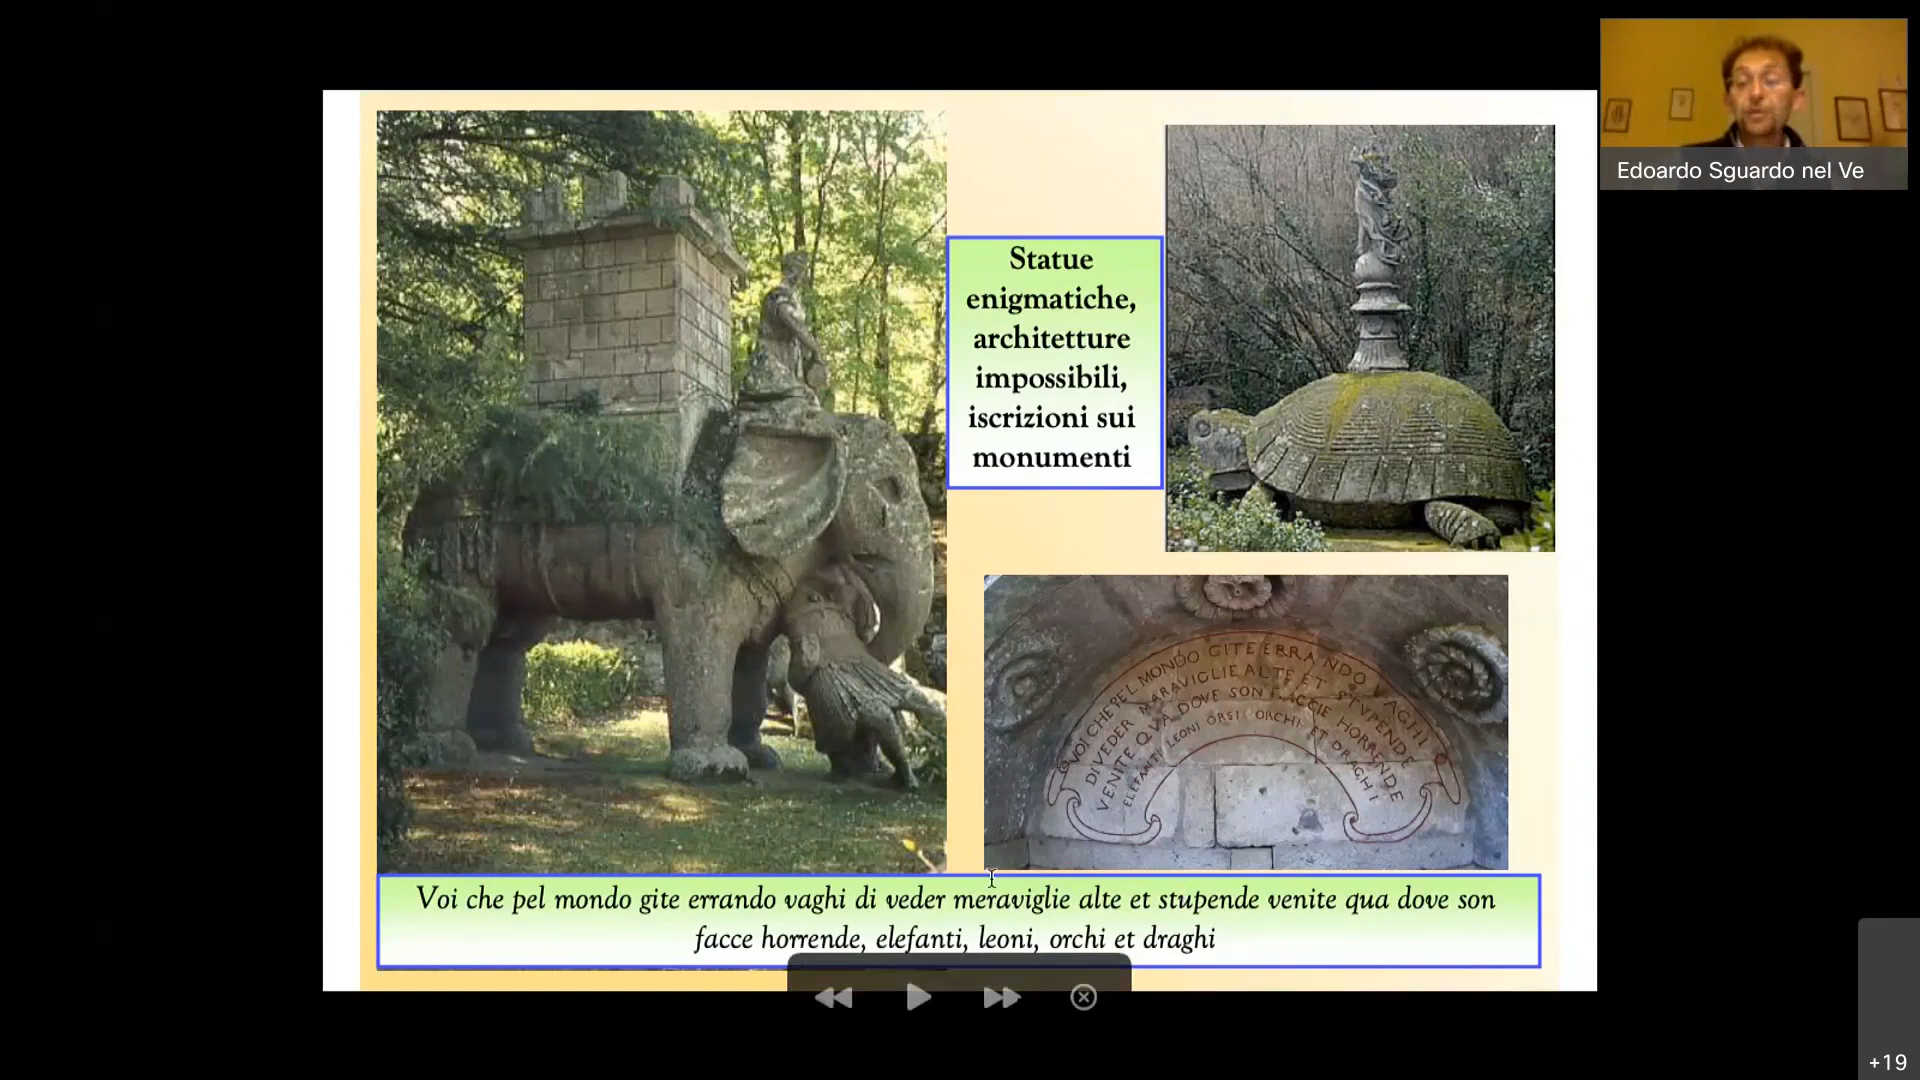 Edoardo Sguardo nel Ve
Statue
enigmatiche,
architetture
impossibili,
iscrizioni sui
monumenti
VOI CHE PEL MONDO GITE ERRANDO VAGHI
DI VEDER MARAVIGLIE ALTE ET STUPENDE
VENITE QVA DOVE SON FACCIE HORRENDE
ELEFANTI LEONI ORSI ORCHI ET DRAGHI
Voi che pel mondo gite errando vaghi di veder meraviglie alte et stupende venite qua dove son
facce horrende, elefanti, leoni, orchi et draghi
+19